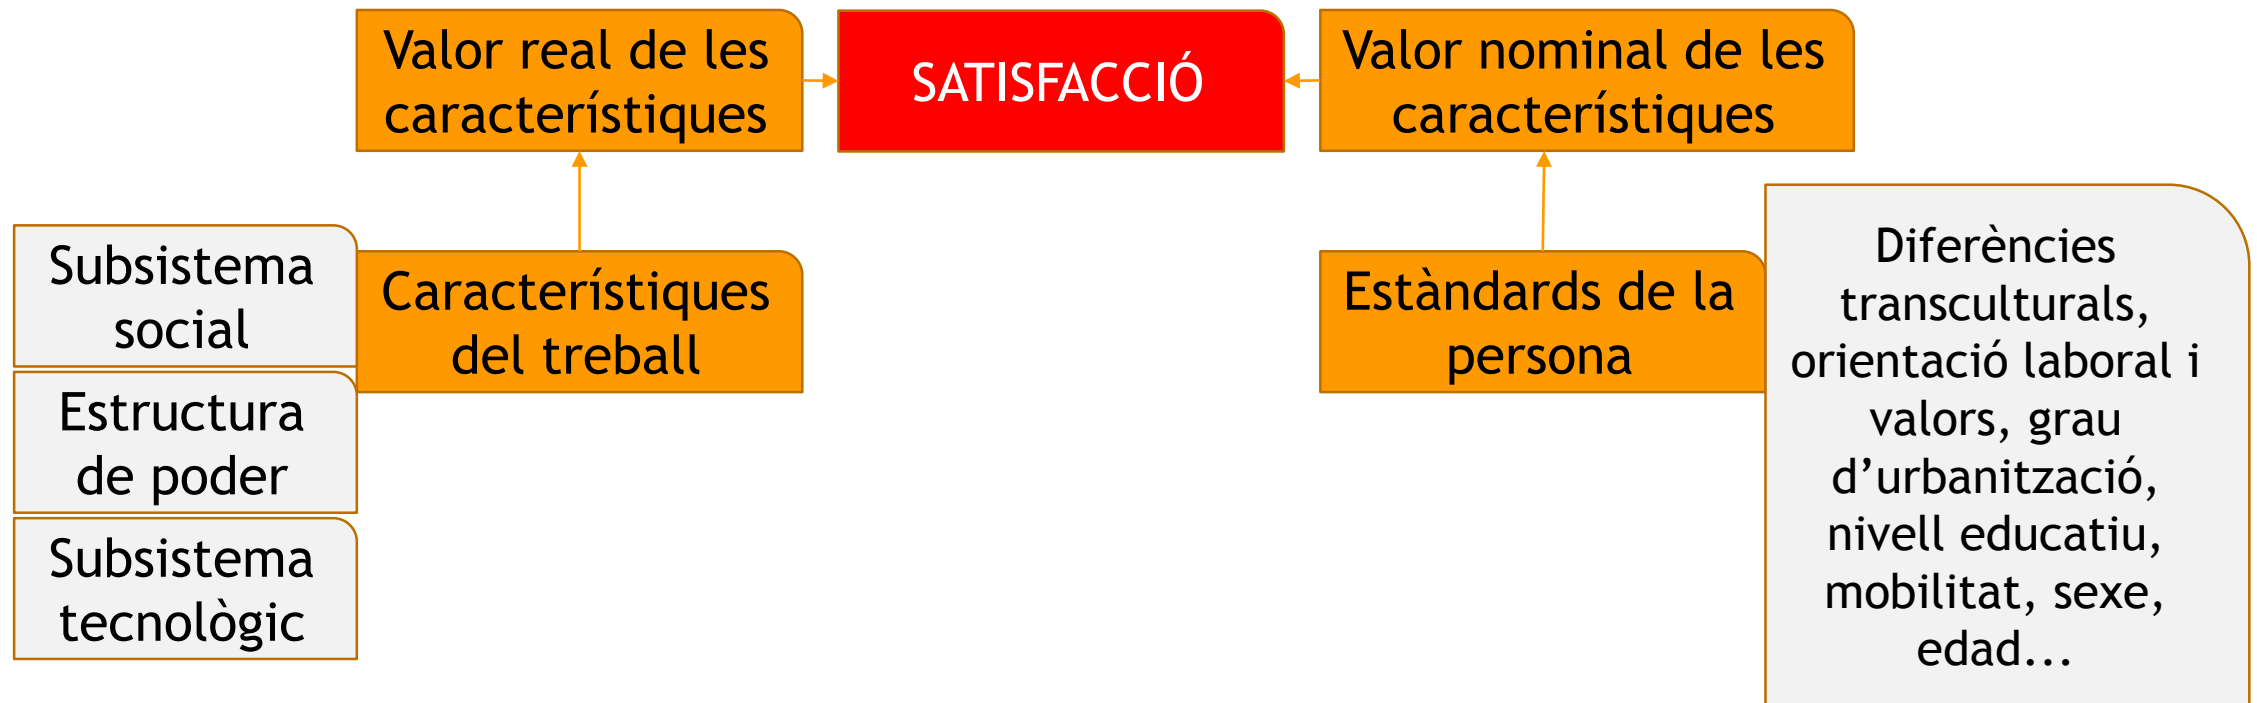 Valor real de les
característiques
SATISFACCIÓ
Valor nominal de les
característiques
Subsistema
social
Característiques
del treball
Estructura
de poder
Subsistema
tecnològic
Estàndards de la
persona
Diferències
transculturals,
orientació laboral i
valors, grau
d’urbanització,
nivell educatiu,
mobilitat, sexe,
edad...